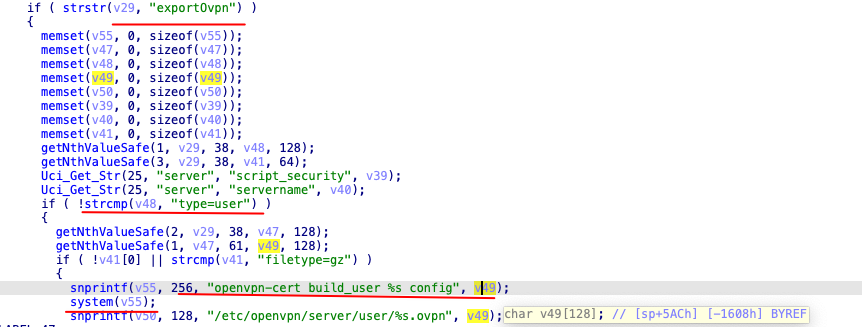 if ( strstr(v29, "exportOvpn") )
{
memset(v55, 0, sizeof(v55));
memset(v47, 0, sizeof(v47));
memset(v48, 0, sizeof(v48));
memset(v49, 0, sizeof(v49));
memset(v50, 0, sizeof(v50));
memset(v39, 0, sizeof(v39));
memset(v40, 0, sizeof(v40));
memset(v41, 0, sizeof(v41));
getNthValueSafe(1, v29, 38, v48, 128);
getNthValueSafe(3, v29, 38, v41, 64);
Uci_Get_Str(25, "server", "script_security", v39);
Uci_Get_Str(25, "server", "servername", v40);
if ( !strcmp(v48, "type=user") )
{
getNthValueSafe(2, v29, 38, v47, 128);
getNthValueSafe(1, v47, 61, v49, 128);
if ( !v41[0] || strcmp(v41, "filetype=gz") )
{
snprintf(v55, 256, "openvpn-cert build_user %s config", v49);
system(v55);
snprintf(v50, 128, "/etc/openvpn/server/user/%s.ovpn", v49); char v49[128]; // [sp+5ACh] [-1608h] BYREF